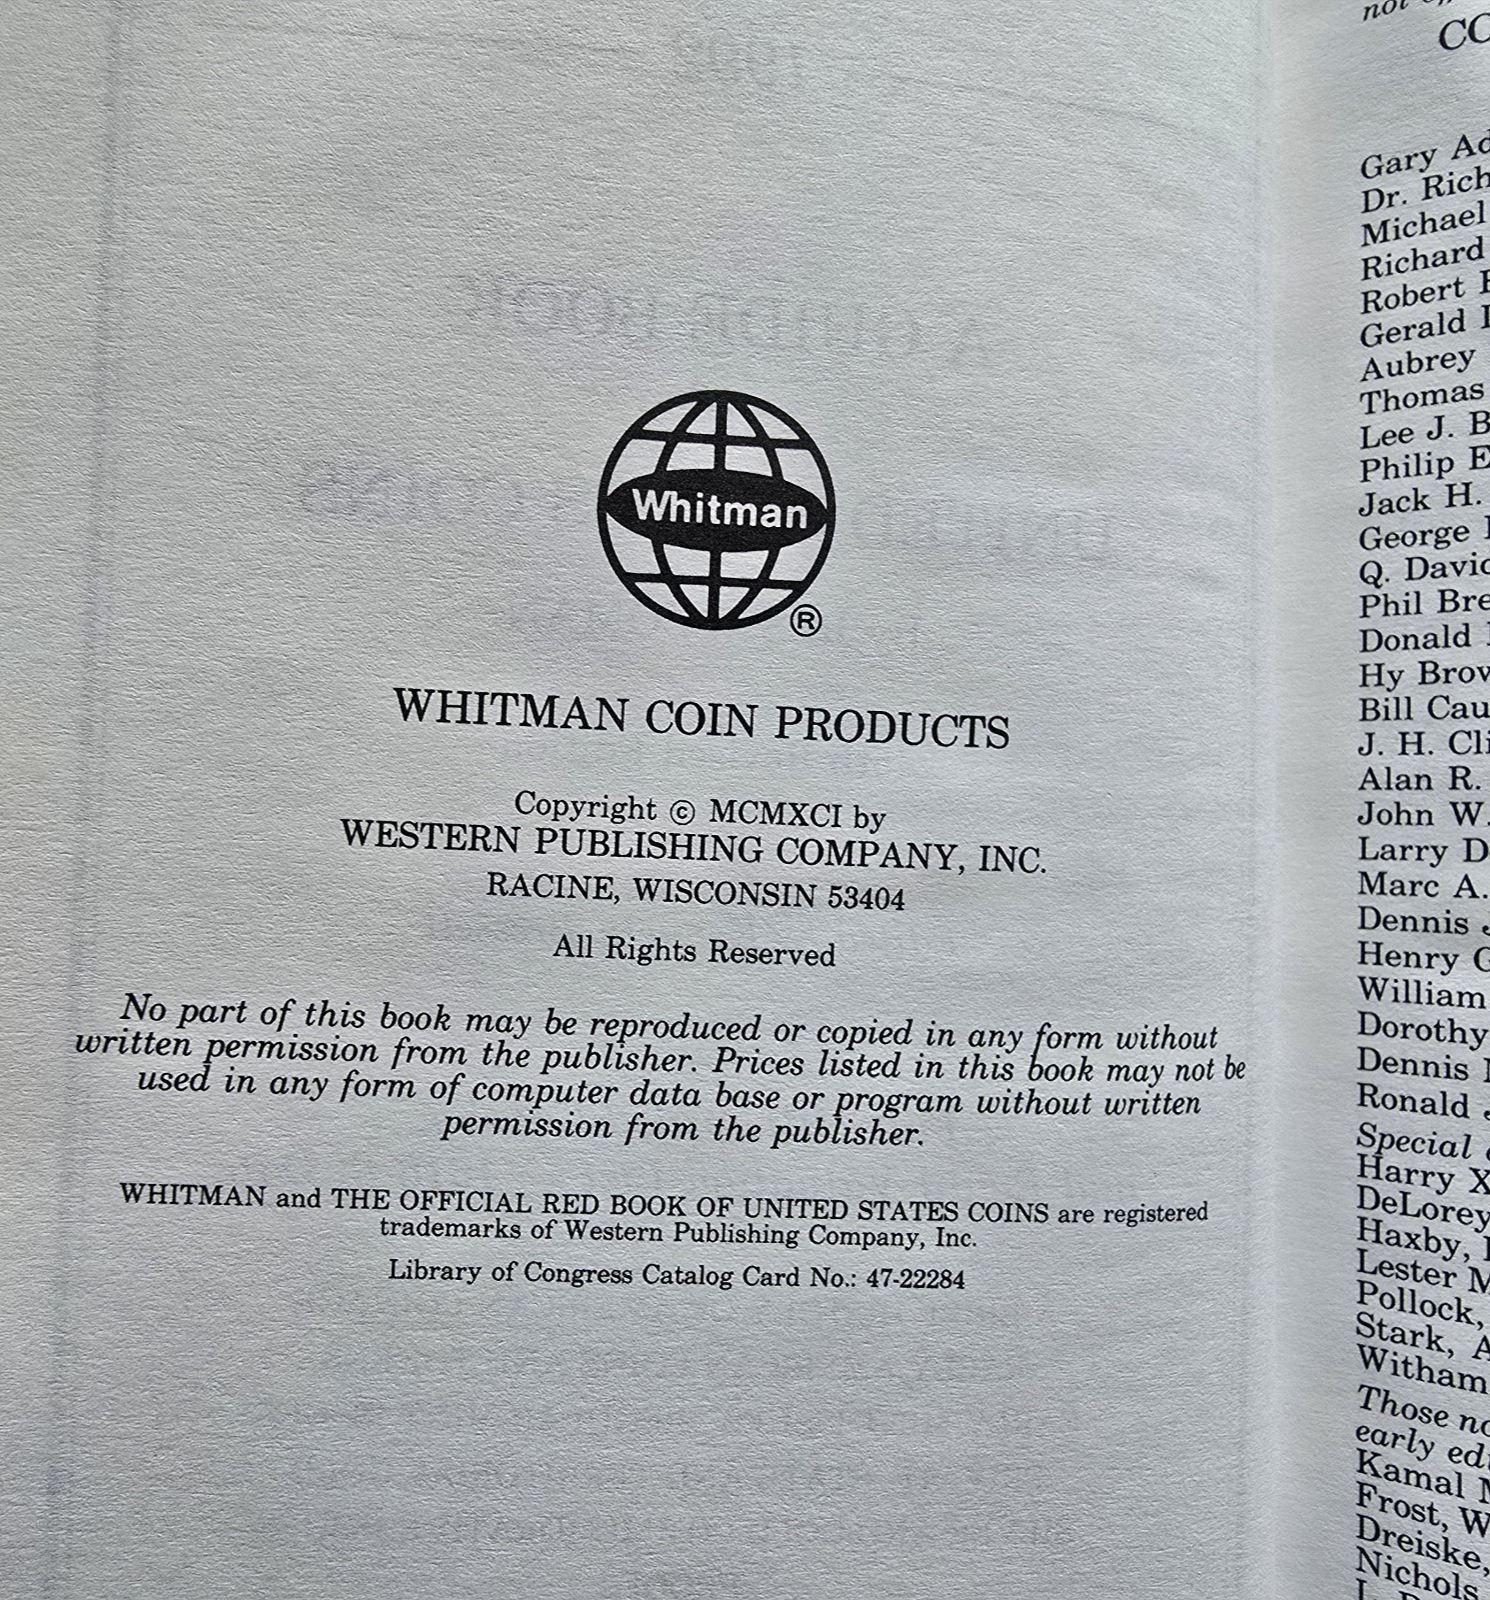 Whitman
®
WHITMAN COIN PRODUCTS
Copyright © MCMXCI by
WESTERN PUBLISHING COMPANY, INC.
RACINE, WISCONSIN 53404
All Rights Reserved
No part of this book may be reproduced or copied in any form without
written permission from the publisher. Prices listed in this book may not be
used in any form of computer data base or program without written
permission from the publisher.
WHITMAN and THE OFFICIAL RED BOOK OF UNITED STATES COINS are registered
trademarks of Western Publishing Company, Inc.
Library of Congress Catalog Card No.: 47-22284
not
Gary
Dr.
Michael
Richard
Robert
Gerald
Aubrey
Thomas
Lee J.
Philip
Jack H.
George
Q.
Phil
Donald
Hy
Bill
J. H.
Alan R.
John W.
Larry
Marc A.
Dennis
Henry
William
Dorothy
Dennis
Ronald
Special
Harry
DeLorey
Haxby,
Lester
Pollock,
Stark,
Witham
Those
early
Kamal
Frost,
Dreiske,
Nichols